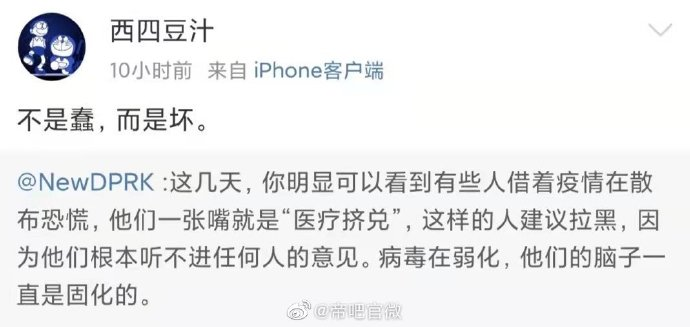 西四豆汁
10小时前 来自 iPhone客户端
不是蠢，而是坏。
@NewDPRK :这几天，你明显可以看到有些人借着疫情在散
布恐慌，他们一张嘴就是“医疗挤兑”，这样的人建议拉黑，因
为他们根本听不进任何人的意见。病毒在弱化，他们的脑子一
直是固化的。
@帝吧官微